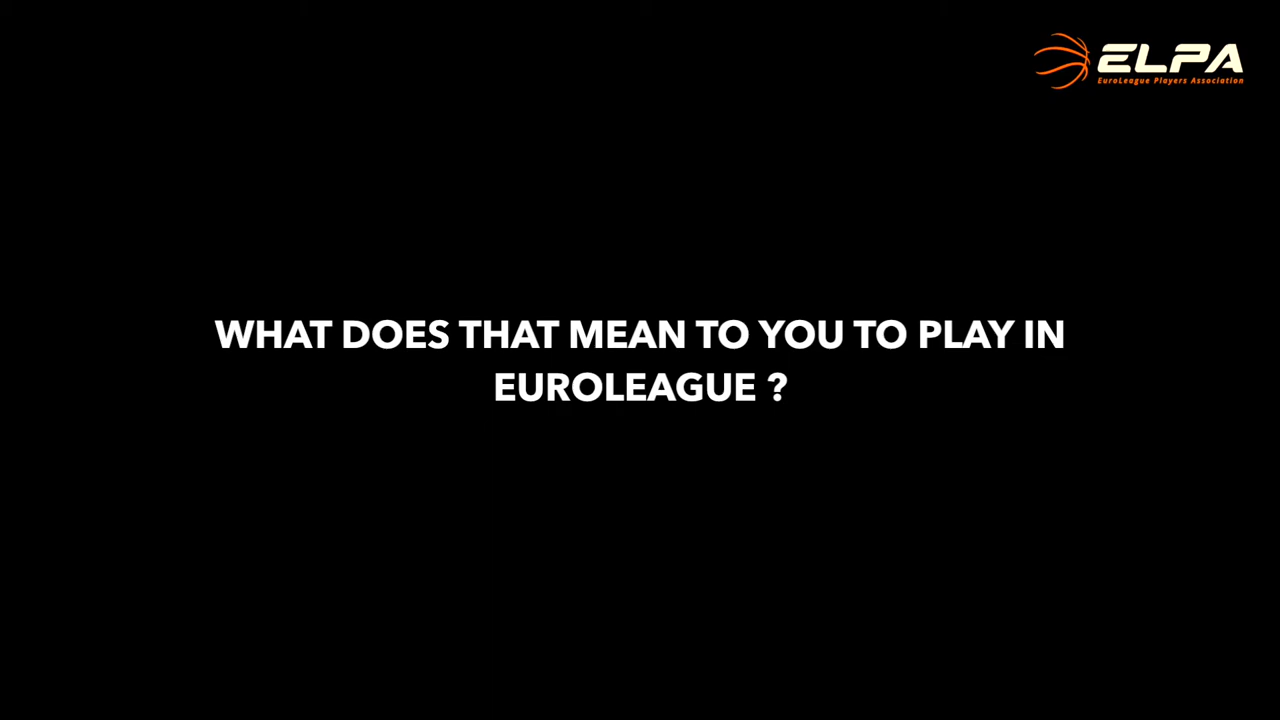 ELPA
EuroLeague Players Association
WHAT DOES THAT MEAN TO YOU TO PLAY IN
EUROLEAGUE ?